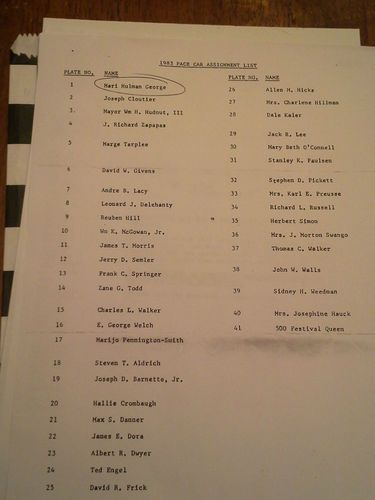 1983 PACE CAR ASSIGNMENT LIST
PLATE NO. NAME
1 Mari Hulman George
2 Joseph Cloutier
3. Mayor Wm H. Hudnut, III
4 J. Richard Zapapas
5 Marge Tarplee
6 David W. Givens
7 Andre B. Lacy
8 Leonard J. Delehanty
9 Reuben Hill
10 Wm K. McGowan, Jr.
11 James T. Morris
12 Jerry D. Semler
13 Frank C. Springer
14 Zane G. Todd
15 Charles L. Walker
16 E. George Welch
17 Marijo Pennington-Smith
18 Steven T. Aldrich
19 Joseph D. Barnette, Jr.
20 Hallie Crombaugh
21 Max S. Danner
22 James E. Dora
23 Albert R. Dwyer
24 Ted Engel
25 David R. Frick
PLATE NO. NAME
26 Allen H. Hicks
27 Mrs. Charlene Hillman
28 Dale Kaler
29 Jack R. Lee
30 Mary Beth O'Connell
31 Stanley K. Paulsen
32 Stephen D. Pickett
33 Mrs. Karl E. Preusse
34 Richard L. Russell
35 Herbert Simon
36 Mrs. J. Morton Swango
37 Thomas C. Walker
38 John W. Walls
39 Sidney H. Weedman
40 Mrs. Josephine Hauck
41 500 Festival Queen